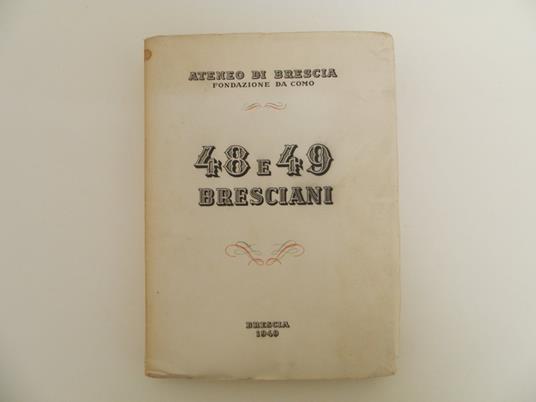 ATENEO DI BRESCIA
FONDAZIONE DA COMO
48 E 49
BRESCIANI
BRESCIA
1949